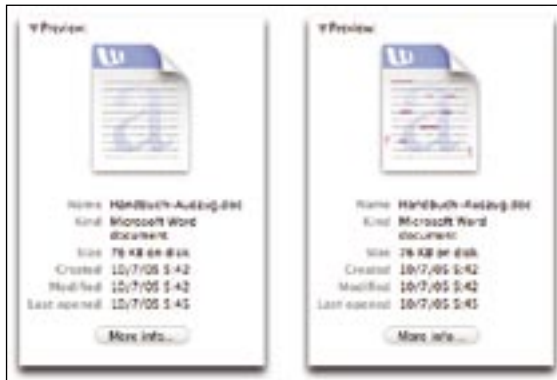 Preview:
Name Handbuch-Auszug.doc
Kind Microsoft Word
document
Size 76 KB on disk
Created 10/7/05 5:42
Modified 10/7/05 5:42
Last opened 10/7/05 5:45
More info...
Preview:
Name Handbuch-Auszug.doc
Kind Microsoft Word
document
Size 76 KB on disk
Created 10/7/05 5:42
Modified 10/7/05 5:42
Last opened 10/7/05 5:45
More info...